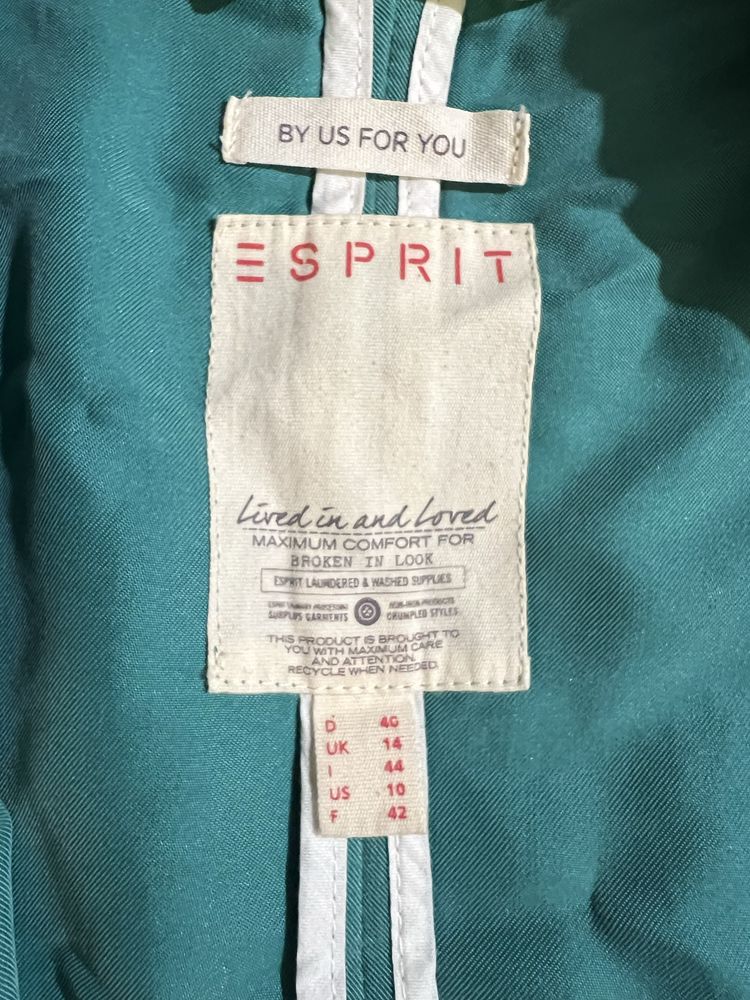 BY US FOR YOU
ESPRIT
Lived in and Loved
MAXIMUM COMFORT FOR
BROKEN IN LOOK
ESPRIT LAUNDERED & WASHED SUPPLIES
SURPLUS GARMENTS CRUMPLED STYLES
THIS PRODUCT IS BROUGHT TO
YOU WITH MAXIMUM CARE
AND ATTENTION.
RECYCLE WHEN NEEDED.
D 40
UK 14
I 44
US 10
F 42